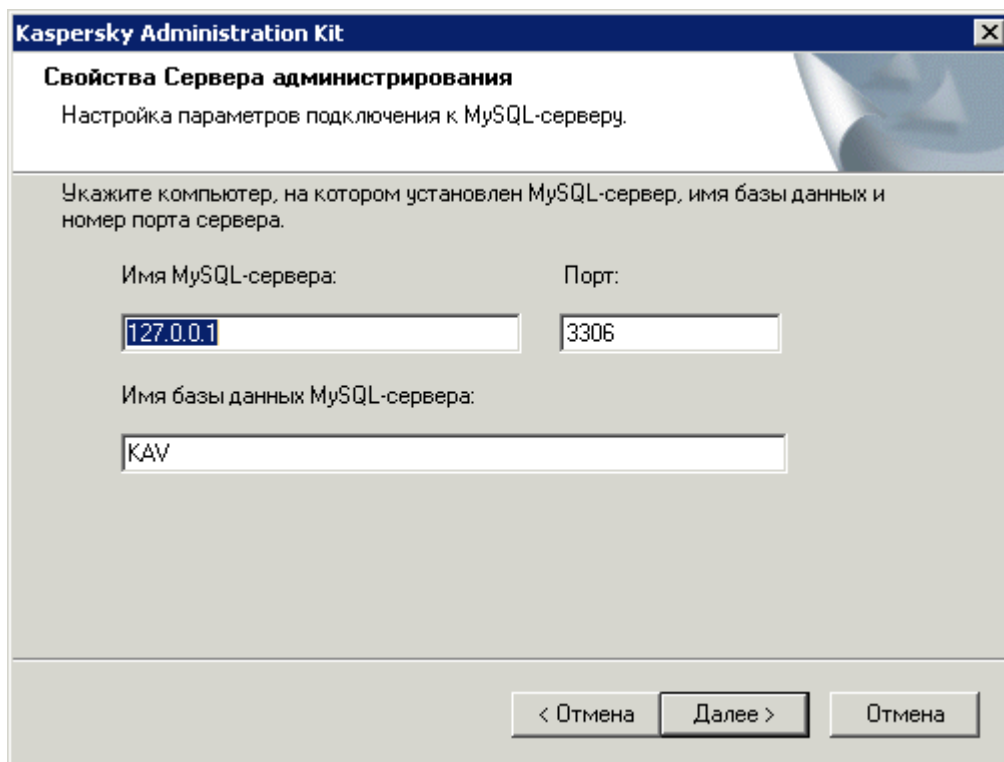 Kaspersky Administration Kit
Свойства Сервера администрирования
Настройка параметров подключения к MySQL-серверу.
Укажите компьютер, на котором установлен MySQL-сервер, имя базы данных и
номер порта сервера.
Имя MySQL-сервера: Порт:
127.0.0.1 3306
Имя базы данных MySQL-сервера:
KAV
< Отмена Далее > Отмена